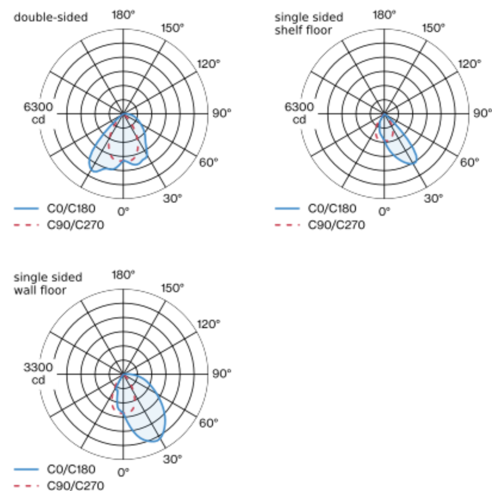 double-sided
180°
150°
120°
90°
60°
30°
0°
6300
cd
C0/C180
C90/C270
single sided
shelf floor
180°
150°
120°
90°
60°
30°
0°
6300
cd
C0/C180
C90/C270
single sided
wall floor
180°
150°
120°
90°
60°
30°
0°
3300
cd
C0/C180
C90/C270